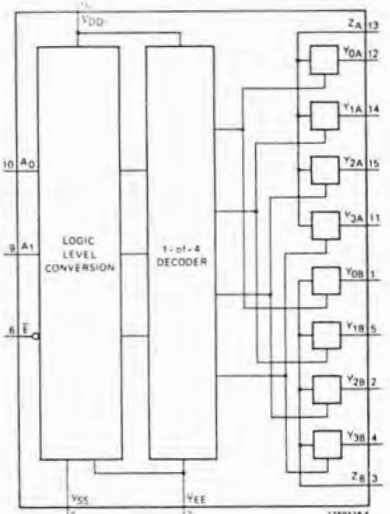 VDD
ZA 13
Y0A 12
Y1A 14
Y2A 15
Y3A 11
Y0B 1
Y1B 5
Y2B 2
Y3B 4
ZB 3
10 A0
9 A1
6 E̅
LOGIC
LEVEL
CONVERSION
1-of-4
DECODER
VSS
VEE